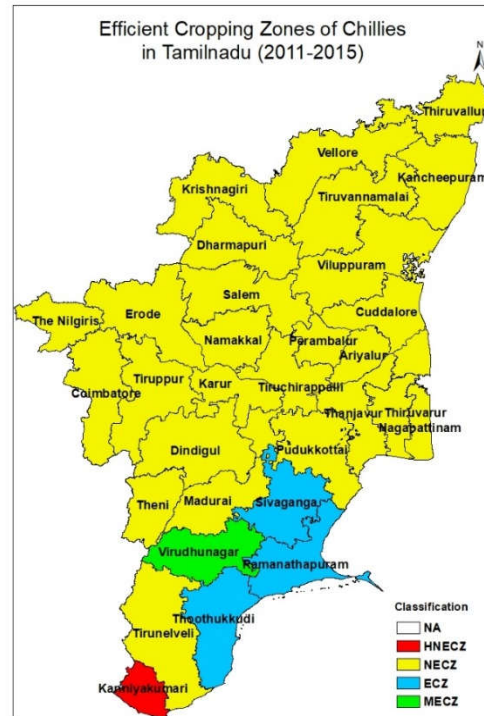 Efficient Cropping Zones of Chillies
in Tamilnadu (2011-2015)
N
Thiruvallur
Vellore
Kancheepuram
Krishnagiri
Tiruvannamalai
Dharmapuri
Viluppuram
Salem
Cuddalore
The Nilgiris
Erode
Namakkal
Perambalur
Ariyalur
Coimbatore
Tiruppur
Karur
Tiruchirappalli
Thanjavur
Thiruvarur
Nagapattinam
Dindigul
Pudukkottai
Theni
Madurai
Sivaganga
Virudhunagar
Ramanathapuram
Thoothukkudi
Tirunelveli
Kanniyakumari
Classification
NA
HNECZ
NECZ
ECZ
MECZ